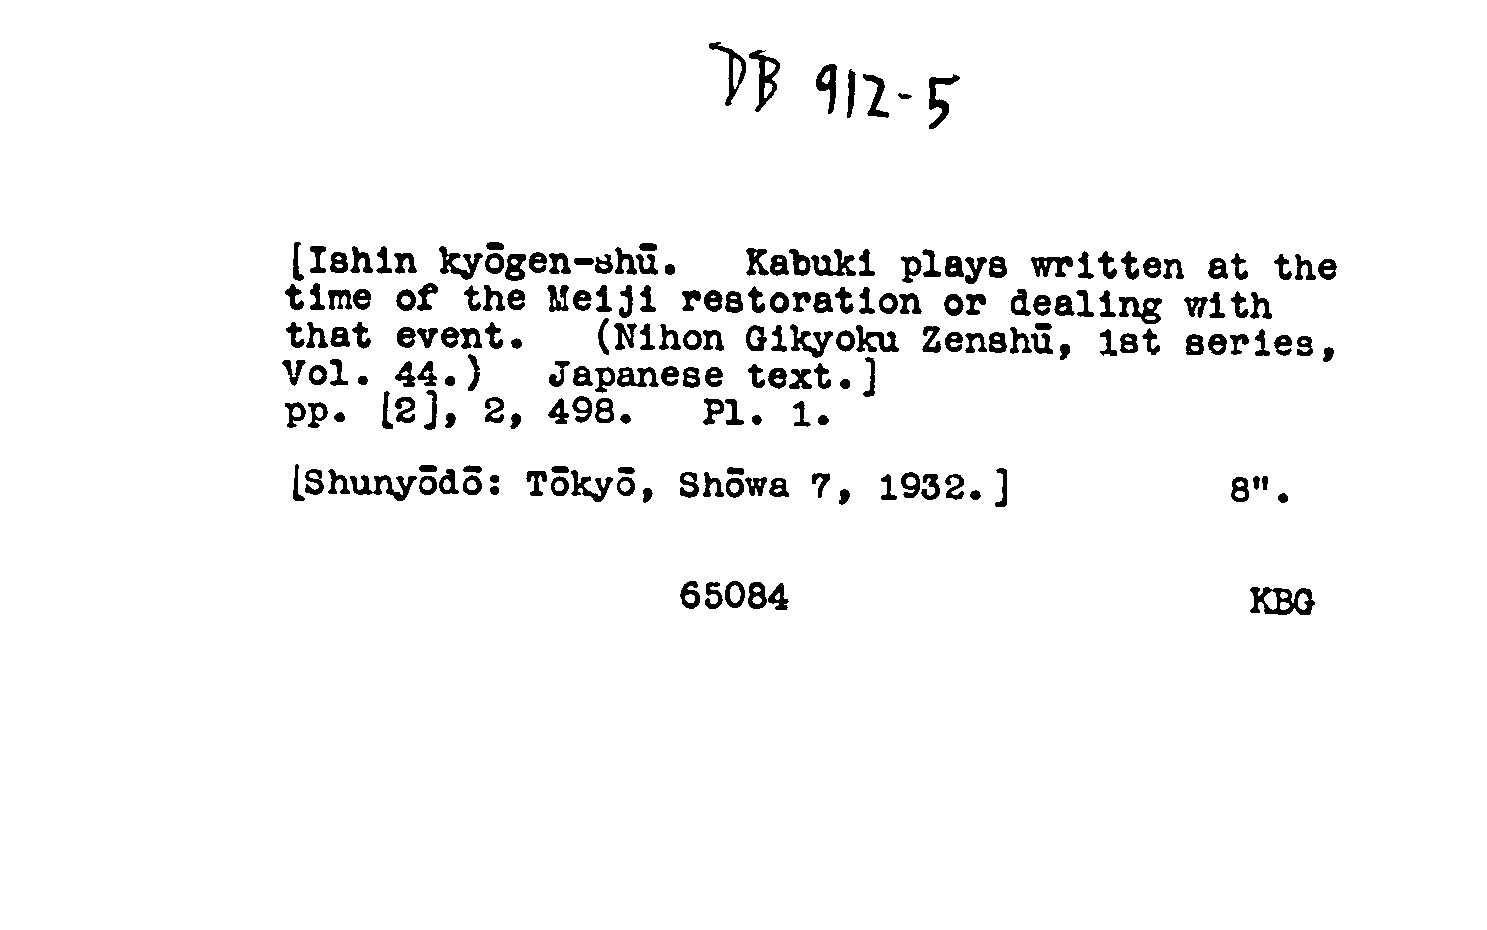 DB 912-5
[Ishin kyōgen-shū. Kabuki plays written at the
time of the Meiji restoration or dealing with
that event. (Nihon Gikyoku Zenshū, 1st series,
Vol. 44.) Japanese text.]
pp. [2], 2, 498. Pl. 1.
[Shunyōdō: Tōkyō, Shōwa 7, 1932.] 8".
65084 KBG